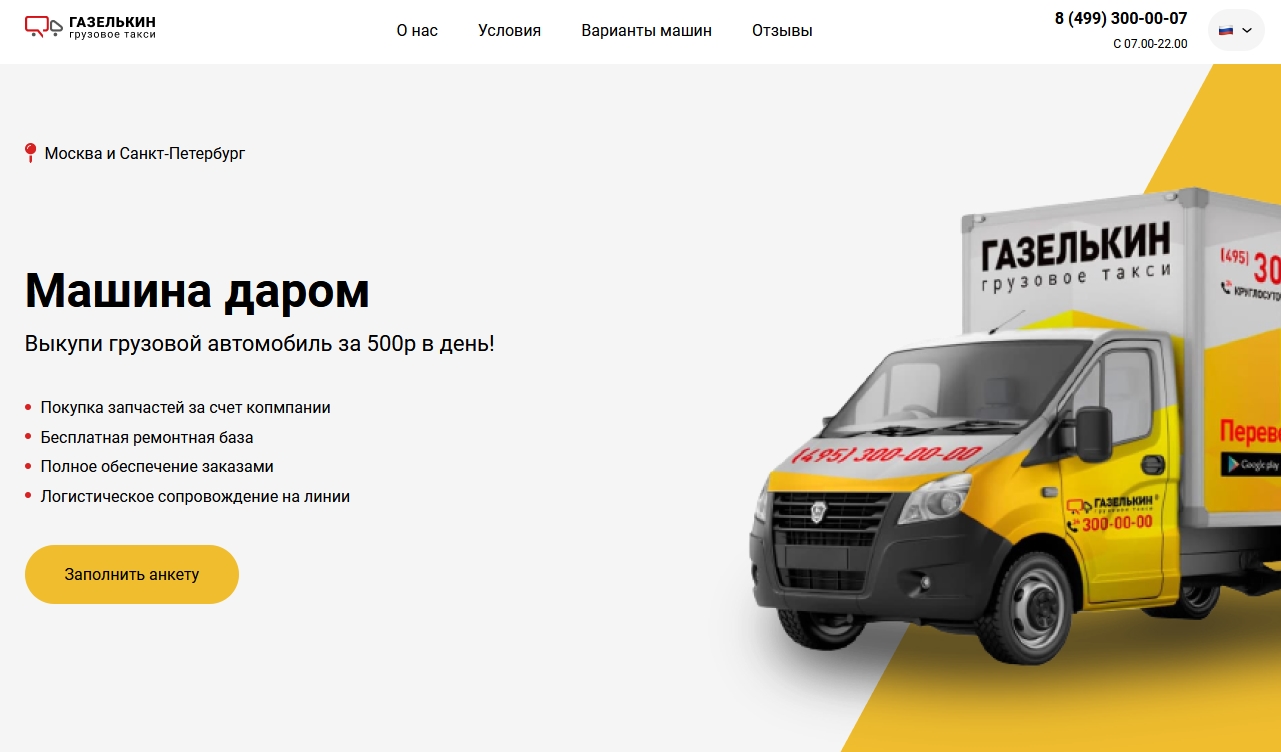 ГАЗЕЛЬКИН
грузовое такси
О нас
Условия
Варианты машин
Отзывы
8 (499) 300-00-07
С 07.00-22.00
Москва и Санкт-Петербург
Машина даром
Выкупи грузовой автомобиль за 500р в день!
Покупка запчастей за счет копмпании
Бесплатная ремонтная база
Полное обеспечение заказами
Логистическое сопровождение на линии
Заполнить анкету
ГАЗЕЛЬКИН
грузовое такси
(495) 30
(495) 300-00-00
Google play
ГАЗЕЛЬКИН
грузовое такси
300-00-00